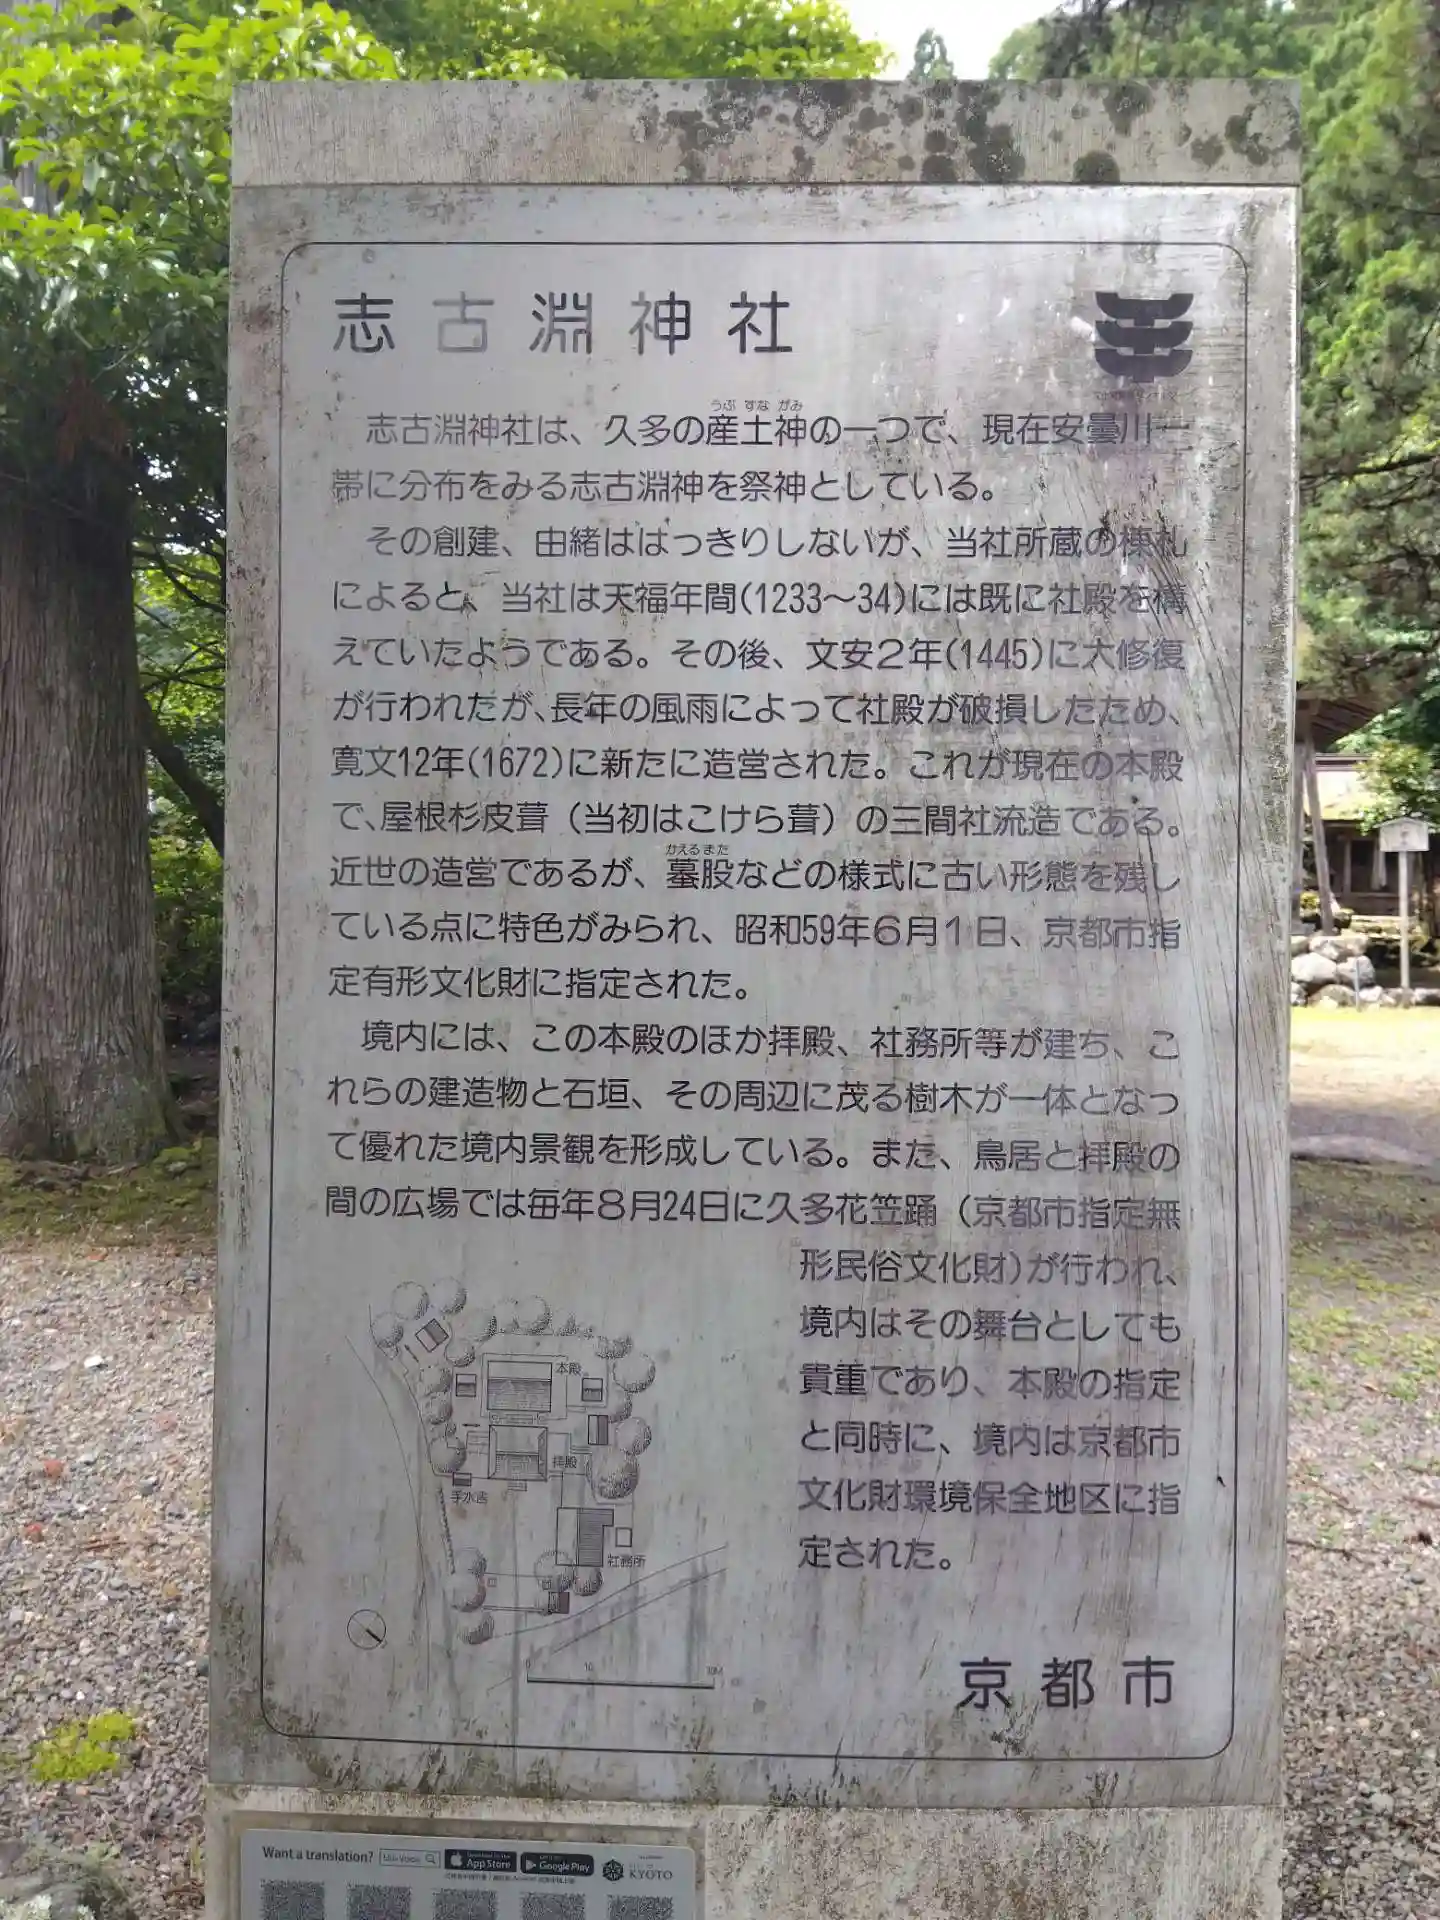 志古淵神社
うぶ すな がみ
志古淵神社は、久多の産土神の一つで、現在安曇川一
帯に分布をみる志古淵神を祭神としている。
その創建、由緒ははっきりしないが、当社所蔵の棟札
によると、当社は天福年間(1233〜34)には既に社殿を構
えていたようである。その後、文安2年(1445)に大修復
が行われたが、長年の風雨によって社殿が破損したため、
寛文12年(1672)に新たに造営された。これが現在の本殿
で、屋根杉皮葺（当初はこけら葺）の三間社流造である。
かえるまた
近世の造営であるが、蟇股などの様式に古い形態を残し
ている点に特色がみられ、昭和59年6月1日、京都市指
定有形文化財に指定された。
境内には、この本殿のほか拝殿、社務所等が建ち、こ
れらの建造物と石垣、その周辺に茂る樹木が一体となっ
て優れた境内景観を形成している。また、鳥居と拝殿の
間の広場では毎年8月24日に久多花笠踊（京都市指定無
形民俗文化財)が行われ、
境内はその舞台としても
貴重であり、本殿の指定
と同時に、境内は京都市
文化財環境保全地区に指
定された。
本殿
拝殿
手水舎
社務所
0 10
京都市
Want a translation?
App Store
Google Play
KYOTO